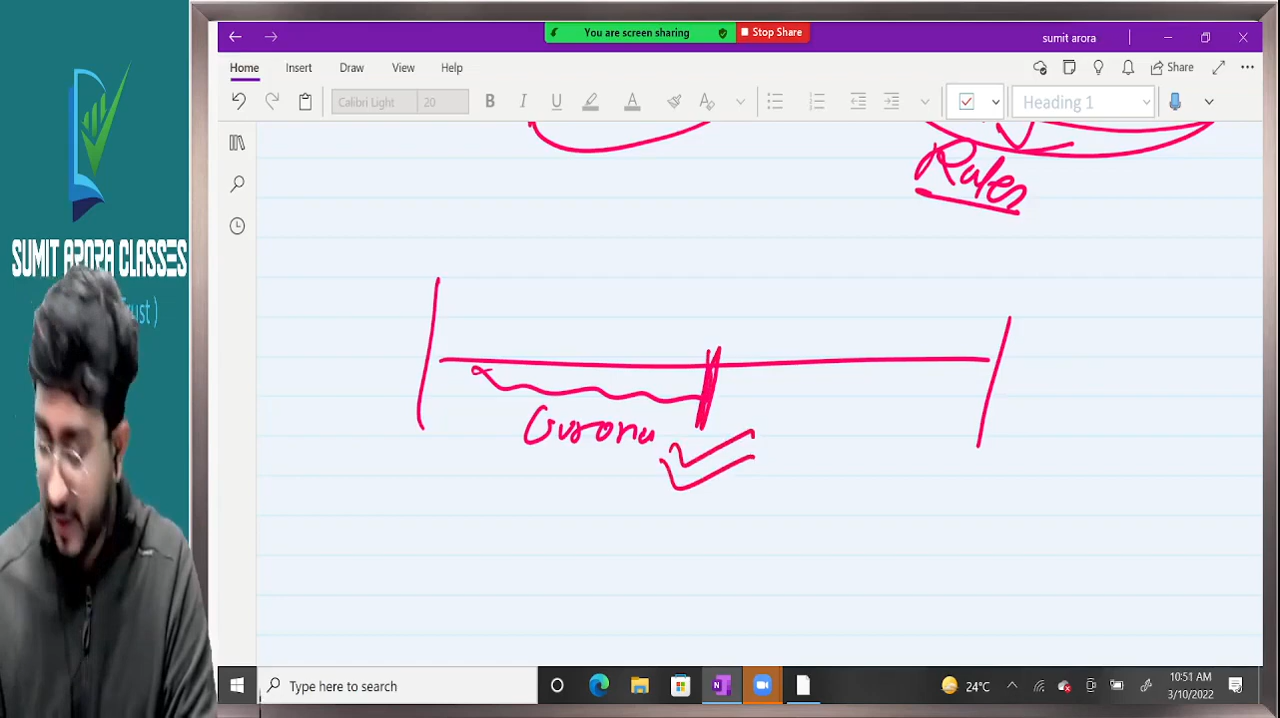 You are screen sharing
Stop Share
sumit arora
Home Insert Draw View Help
Share
Calibri Light 20
B I U
A
Heading 1
Rules
SUMIT ARORA CLASSES
Trust )
Corona
Type here to search
24°C
10:51 AM
3/10/2022